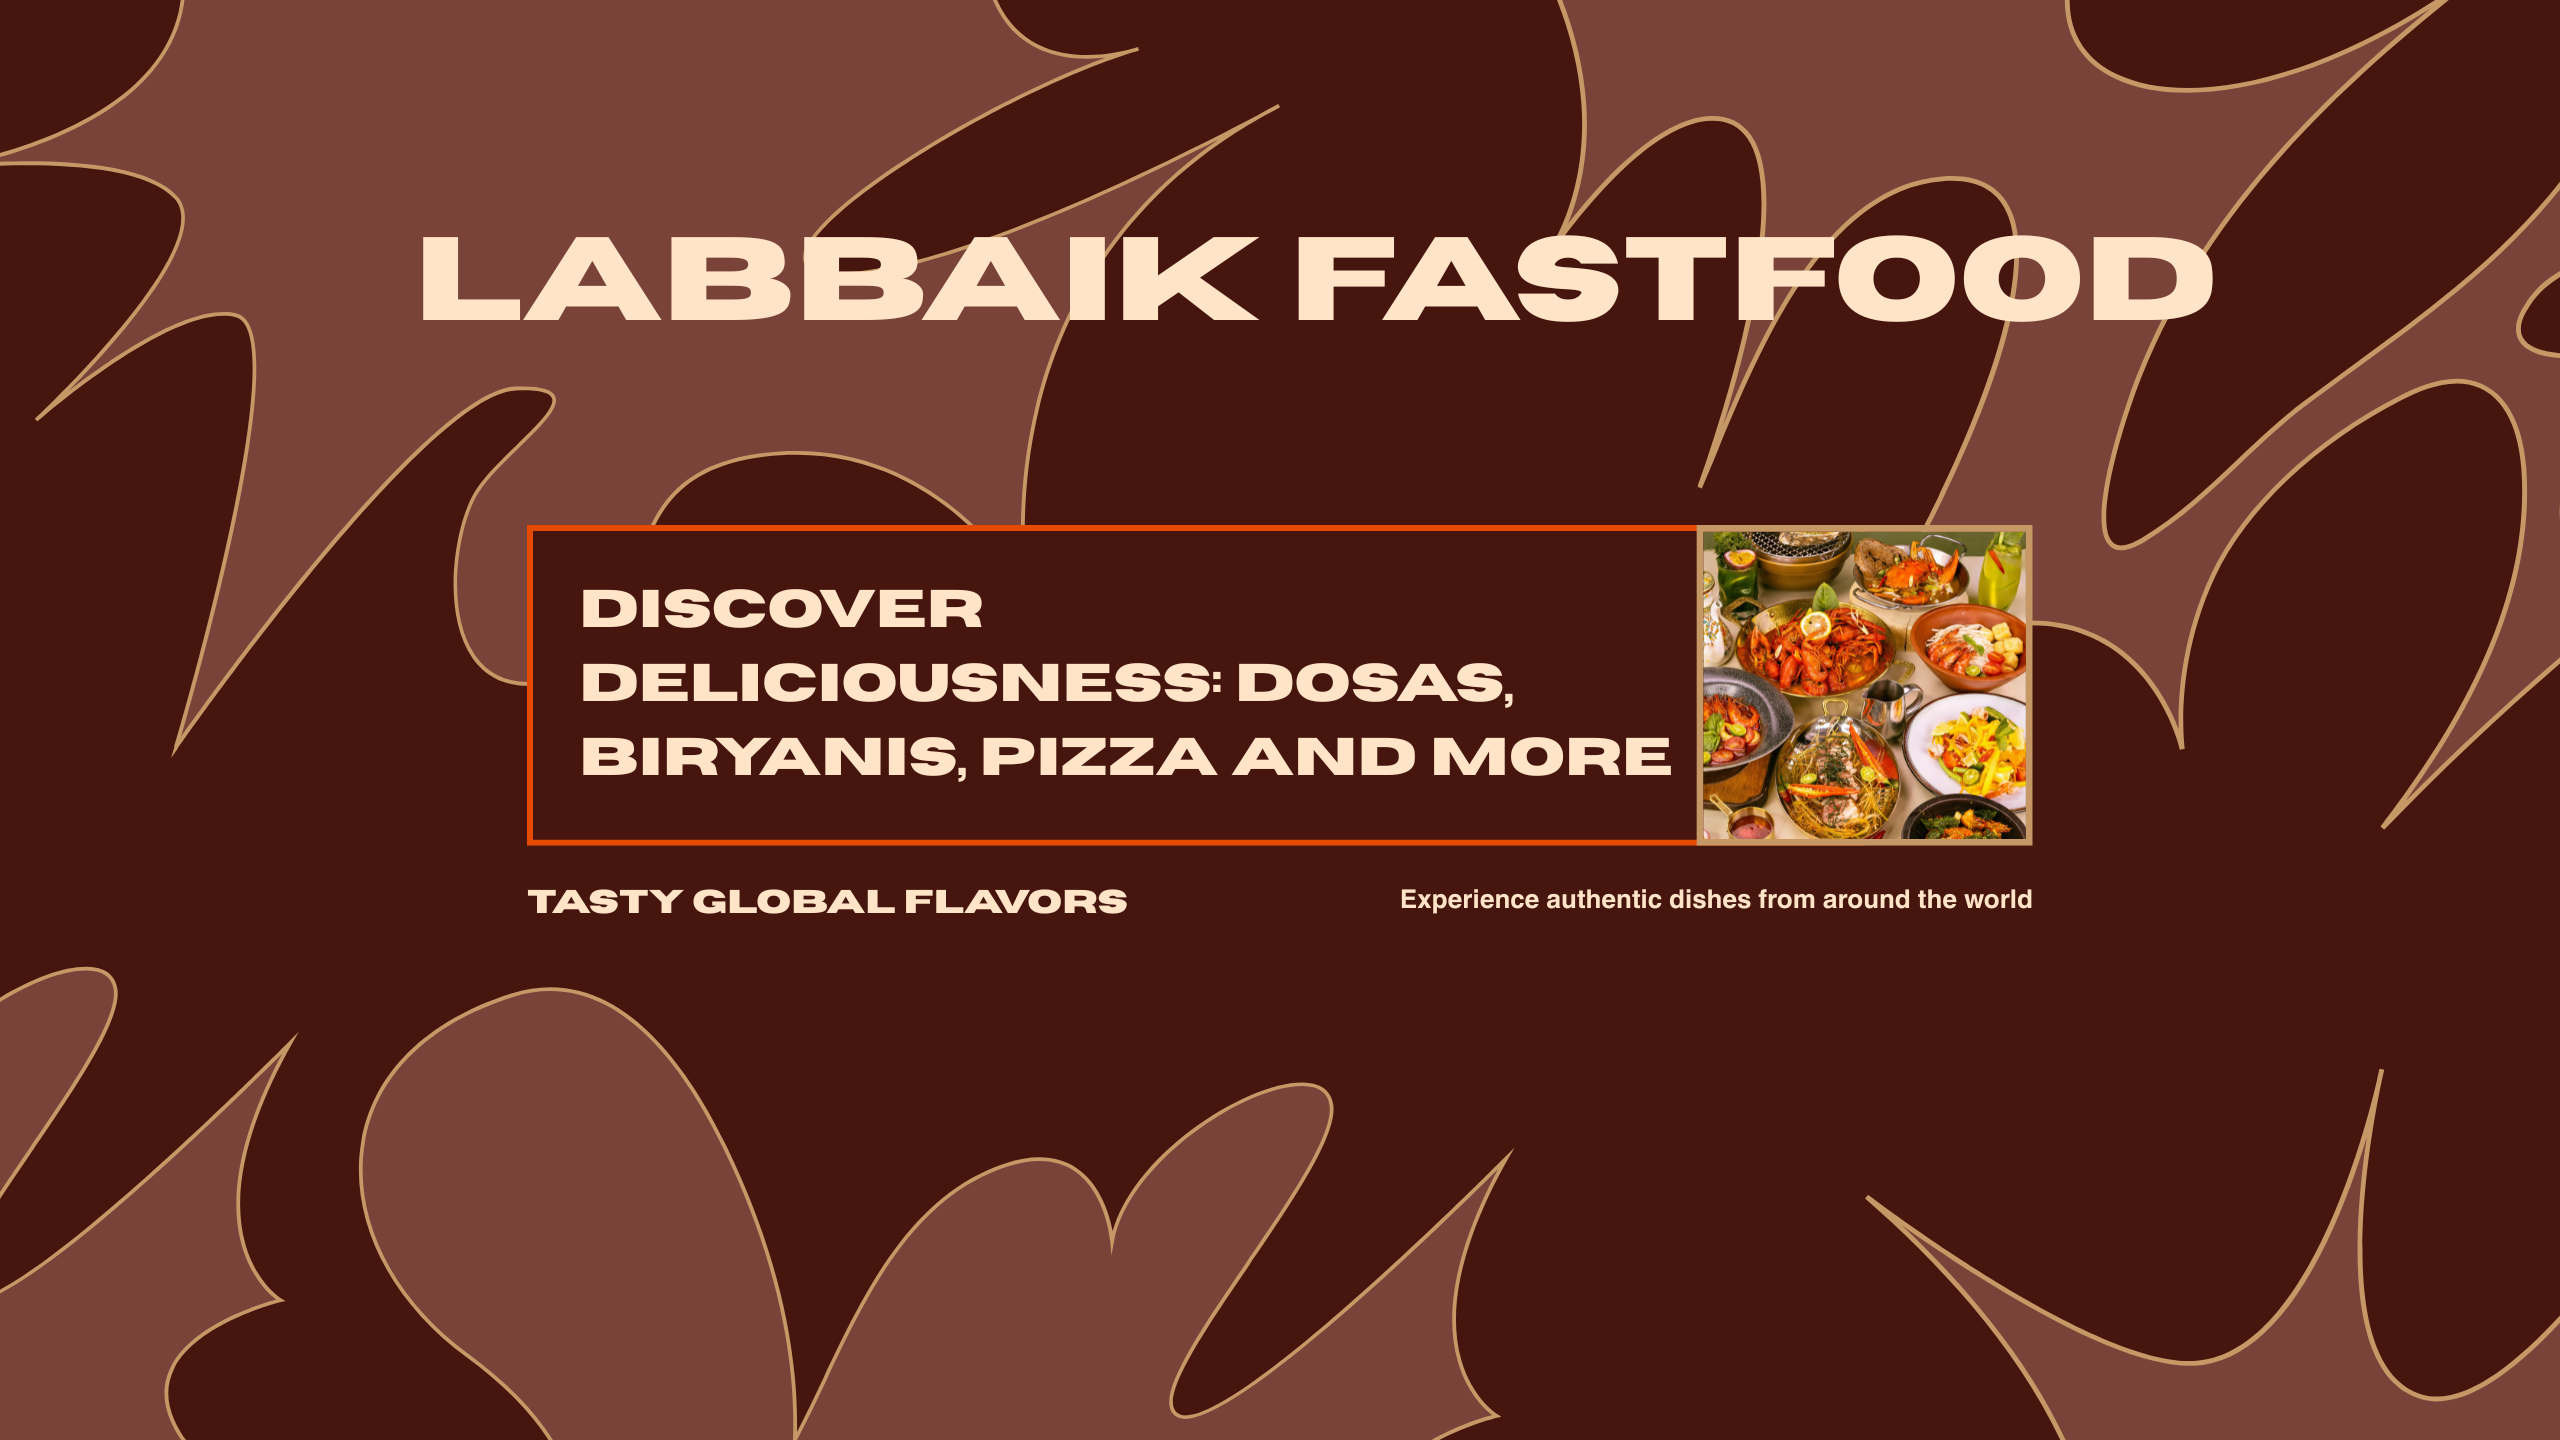 LABBAIK FASTFOOD
DISCOVER
DELICIOUSNESS: DOSAS,
BIRYANIS, PIZZA AND MORE
TASTY GLOBAL FLAVORS
Experience authentic dishes from around the world